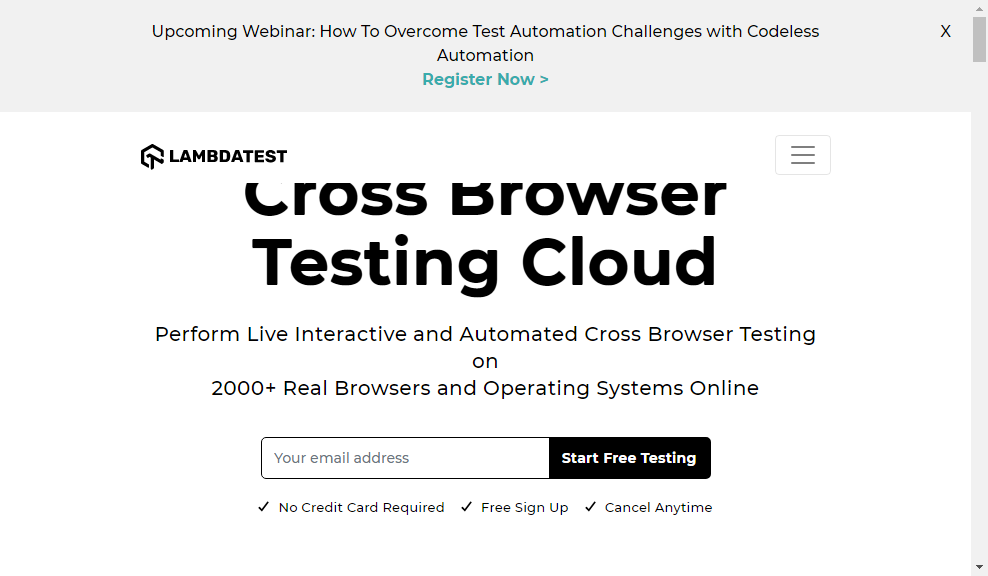 Upcoming Webinar: How To Overcome Test Automation Challenges with Codeless
Automation
Register Now >
X
LAMBDATEST
Cross Browser
Testing Cloud
Perform Live Interactive and Automated Cross Browser Testing
on
2000+ Real Browsers and Operating Systems Online
Your email address
Start Free Testing
✓ No Credit Card Required ✓ Free Sign Up ✓ Cancel Anytime